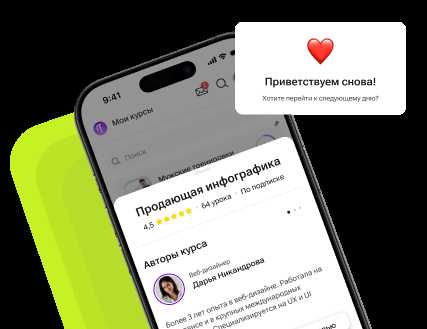 Приветствуем снова!
Хотите перейти к следующему дню?
9:41
Мои курсы
Поиск
Мужские тренировки
Продающая инфографика
4,5 64 урока · По подписке
Авторы курса
Веб-дизайнер
Дарья Никандрова
Более 3 лет опыта в веб-дизайне. Работала на
и в крупных международных
Специализируется на UX и UI